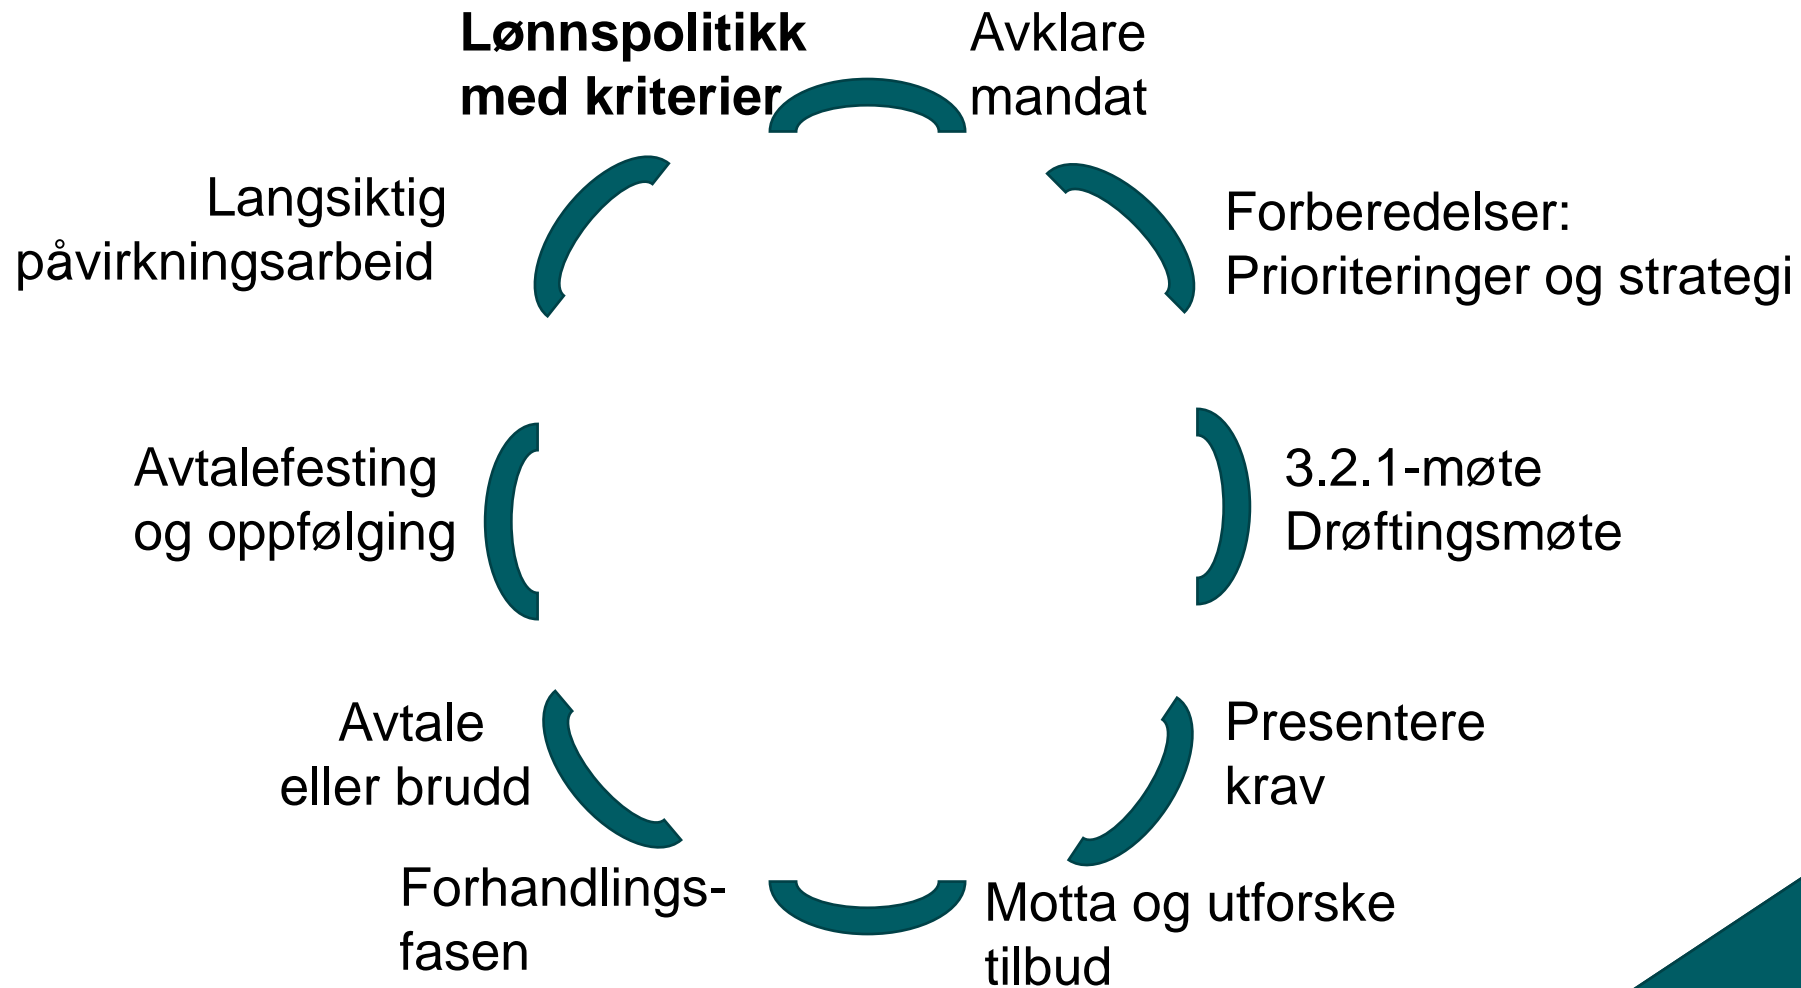 Lønnspolitikk
med kriterier
Avklare
mandat
Forberedelser:
Prioriteringer og strategi
3.2.1-møte
Drøftingsmøte
Presentere
krav
Motta og utforske
tilbud
Forhandlings-
fasen
Avtale
eller brudd
Avtalefesting
og oppfølging
Langsiktig
påvirkningsarbeid